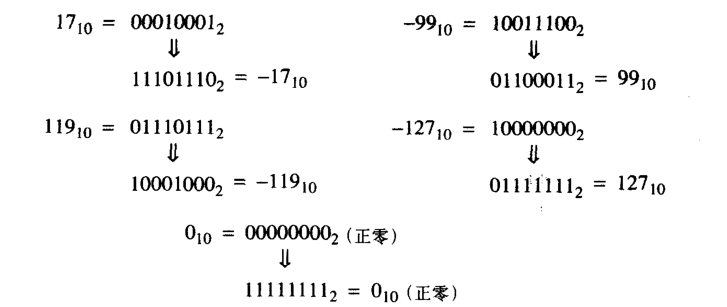 17₁₀ = 00010001₂
⇓
11101110₂ = −17₁₀
−99₁₀ = 10011100₂
⇓
01100011₂ = 99₁₀
119₁₀ = 01110111₂
⇓
10001000₂ = −119₁₀
−127₁₀ = 10000000₂
⇓
01111111₂ = 127₁₀
0₁₀ = 00000000₂ (正零)
⇓
11111111₂ = 0₁₀ (正零)